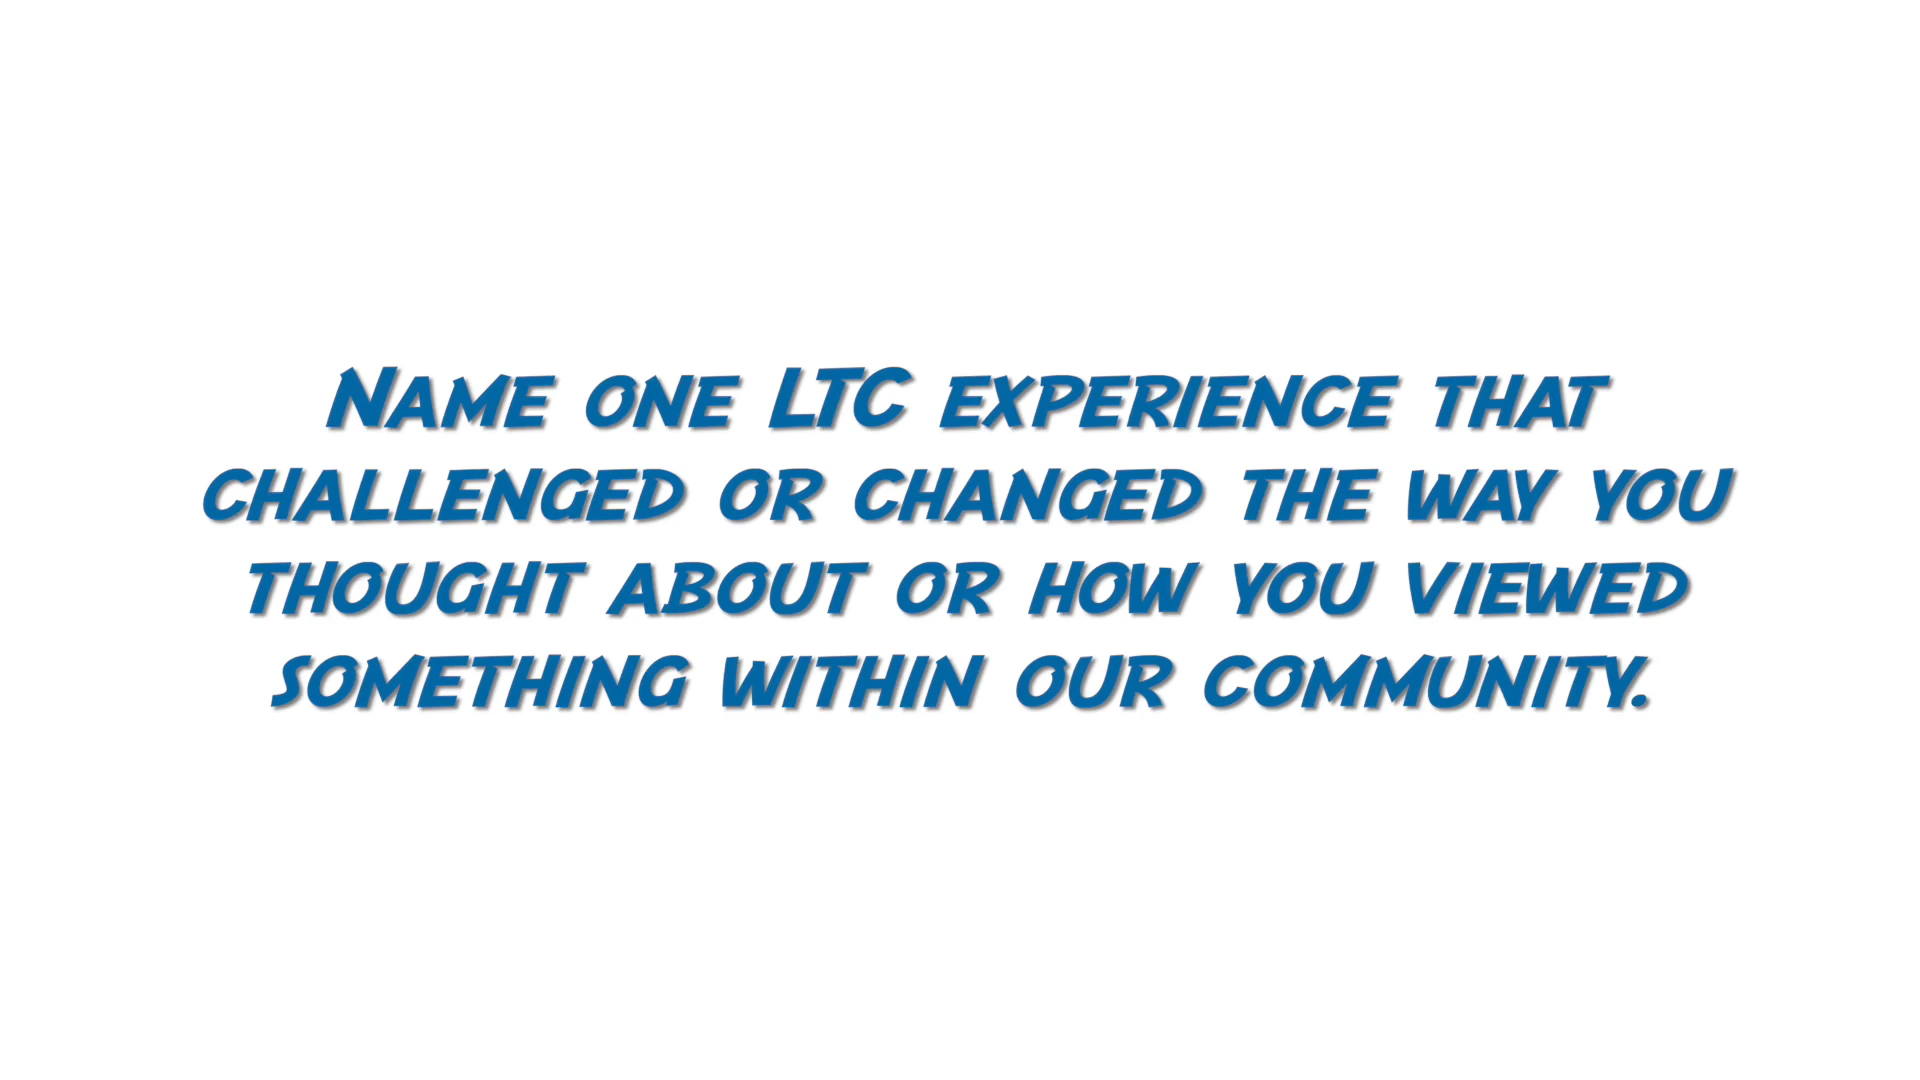 Name one LTC experience that
challenged or changed the way you
thought about or how you viewed
something within our community.